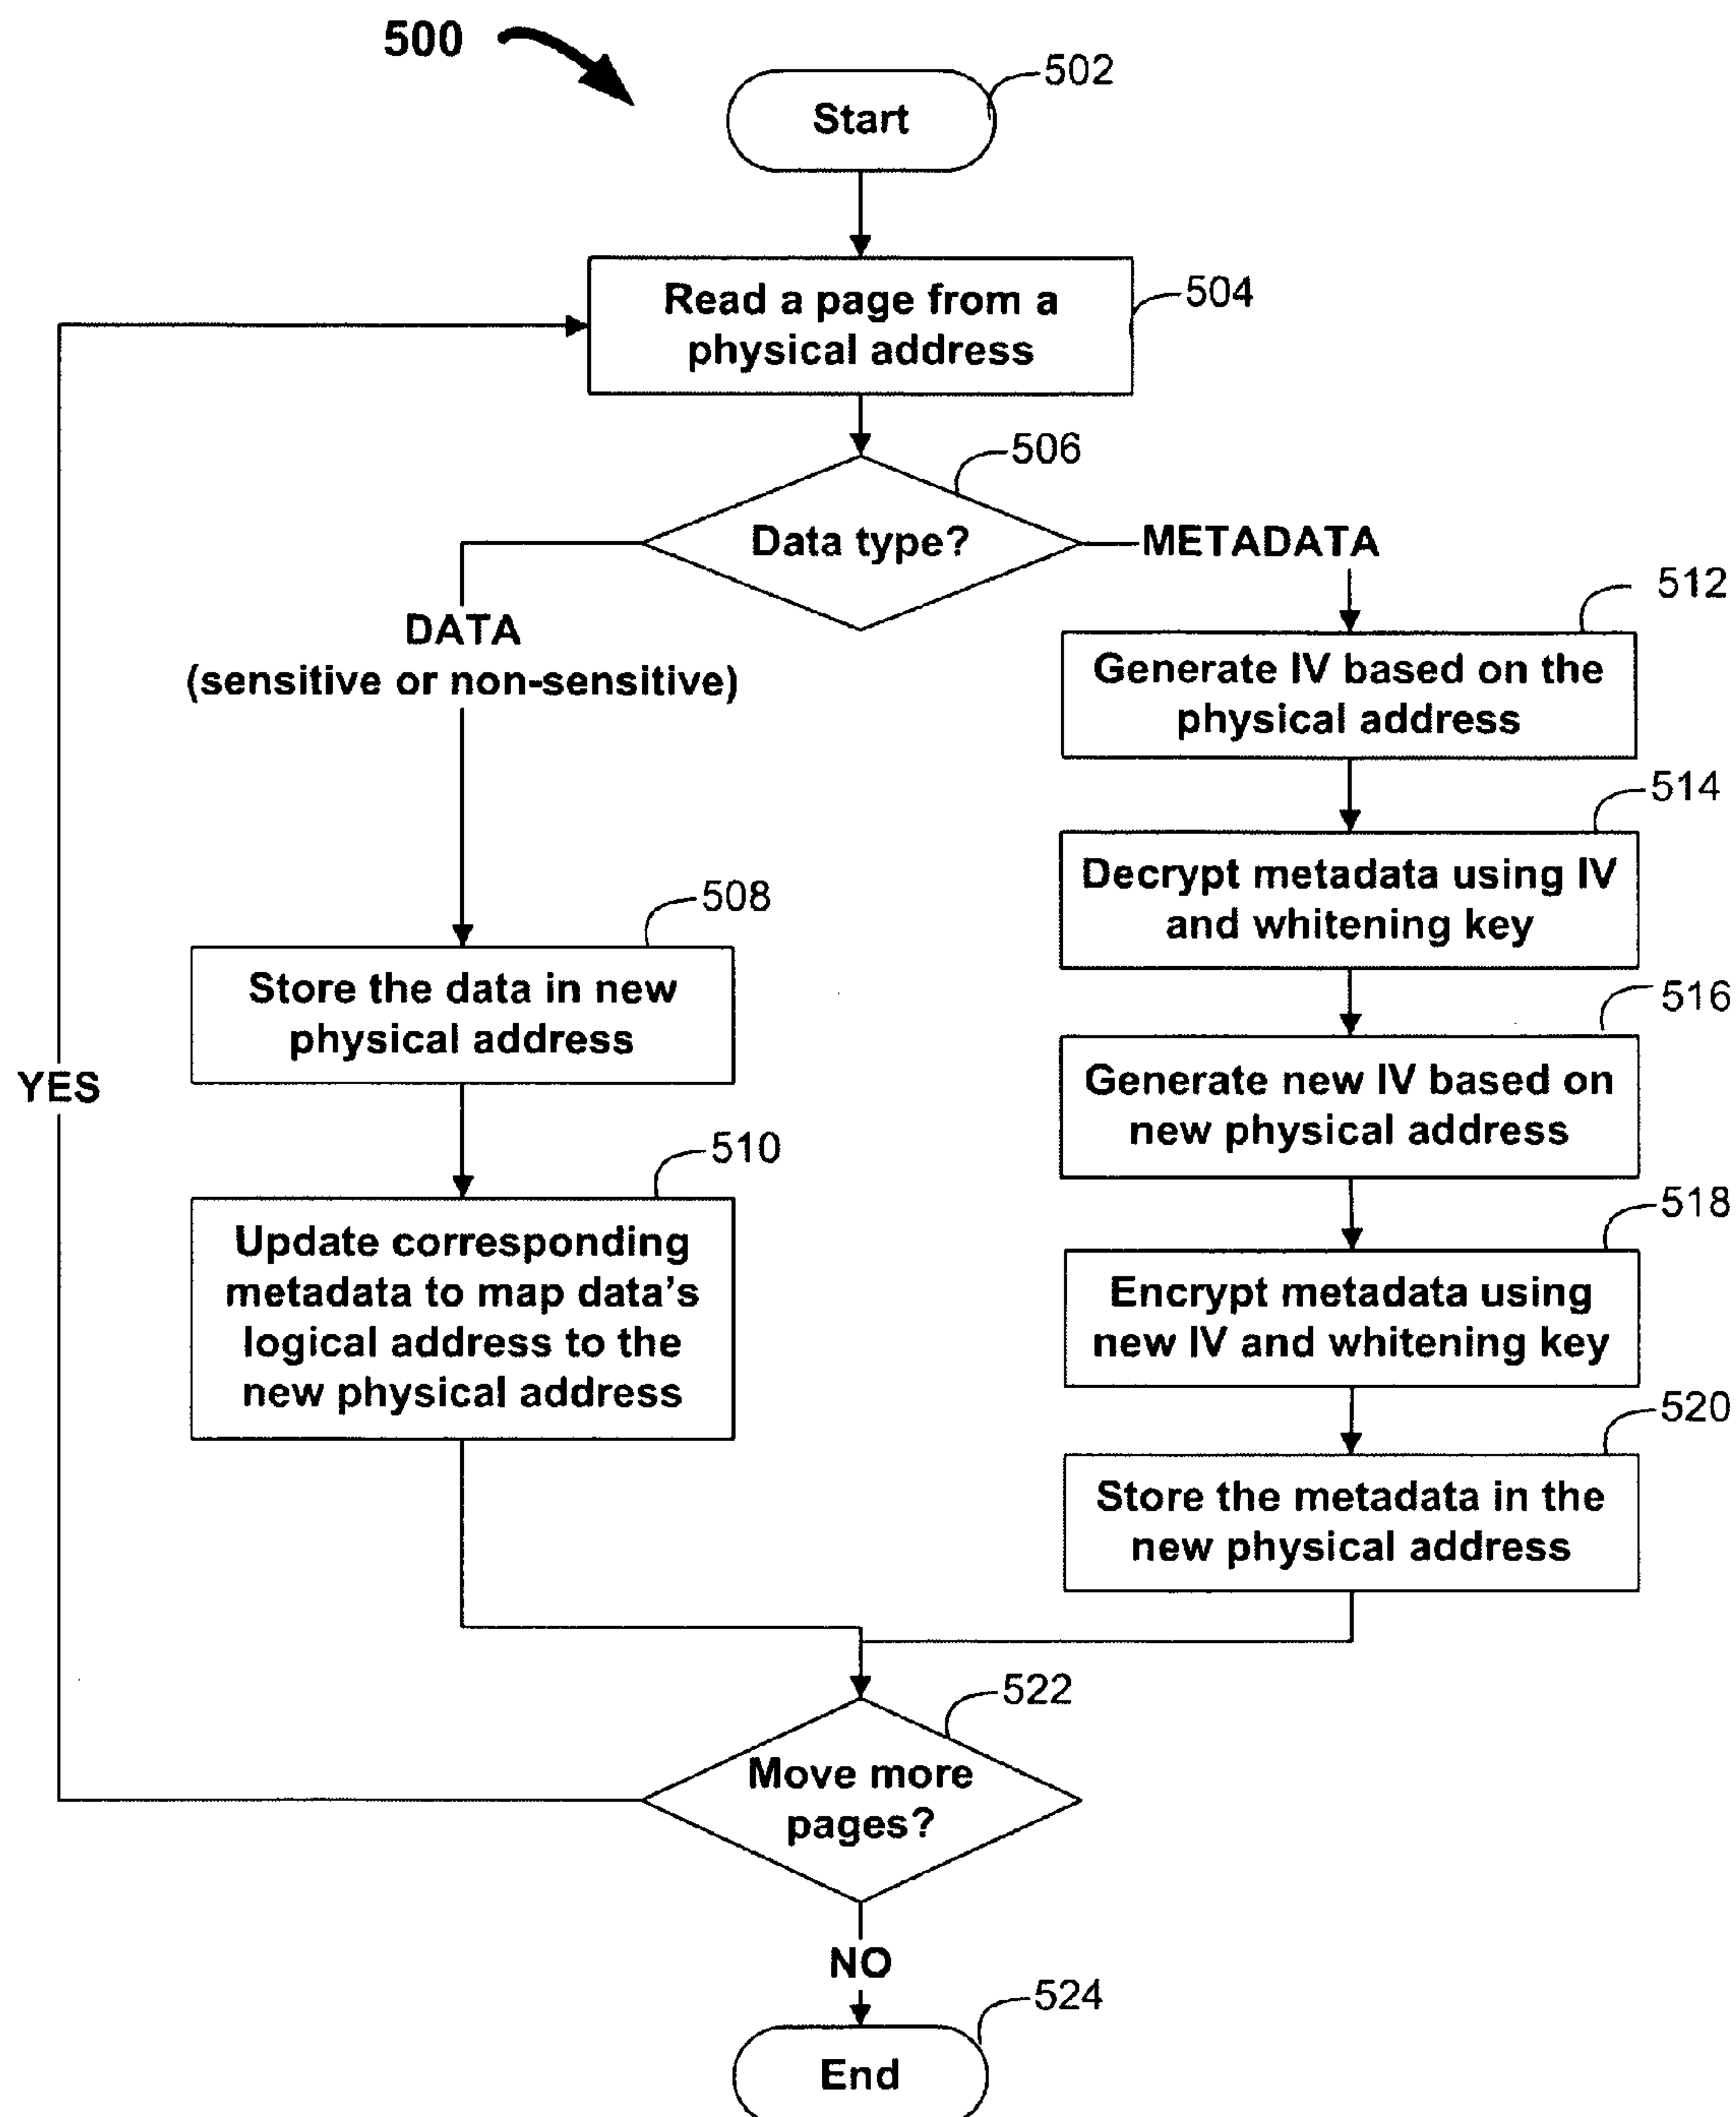 500
502
Start
504
Read a page from a
physical address
506
Data type?
METADATA
DATA
(sensitive or non-sensitive)
512
Generate IV based on the
physical address
514
Decrypt metadata using IV
and whitening key
508
Store the data in new
physical address
516
Generate new IV based on
new physical address
YES
510
Update corresponding
metadata to map data's
logical address to the
new physical address
518
Encrypt metadata using
new IV and whitening key
520
Store the metadata in the
new physical address
522
Move more
pages?
NO
524
End